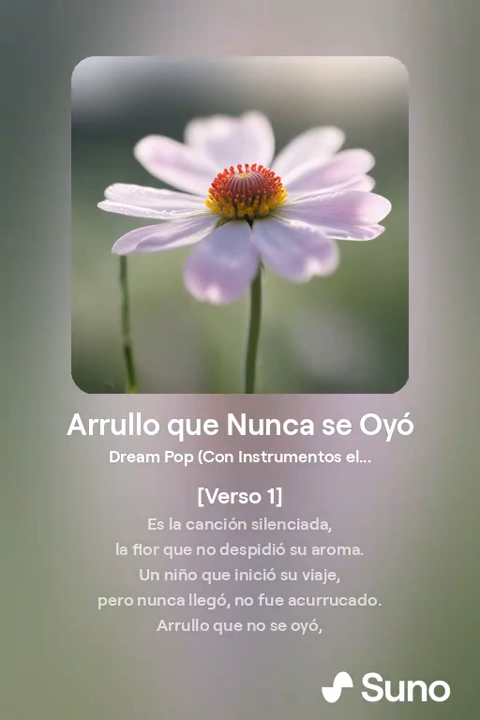 Arrullo que Nunca se Oyó
Dream Pop (Con Instrumentos el...
[Verso 1]
Es la canción silenciada,
la flor que no despidió su aroma.
Un niño que inició su viaje,
pero nunca llegó, no fue acurrucado.
Arrullo que no se oyó,
Suno